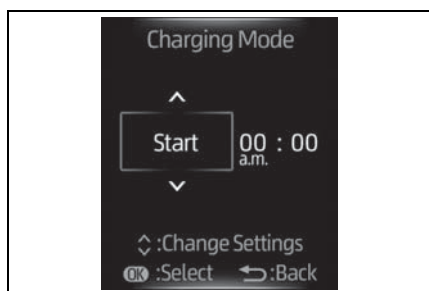 Charging Mode
Start 00 : 00
a.m.
:Change Settings
OK :Select :Back